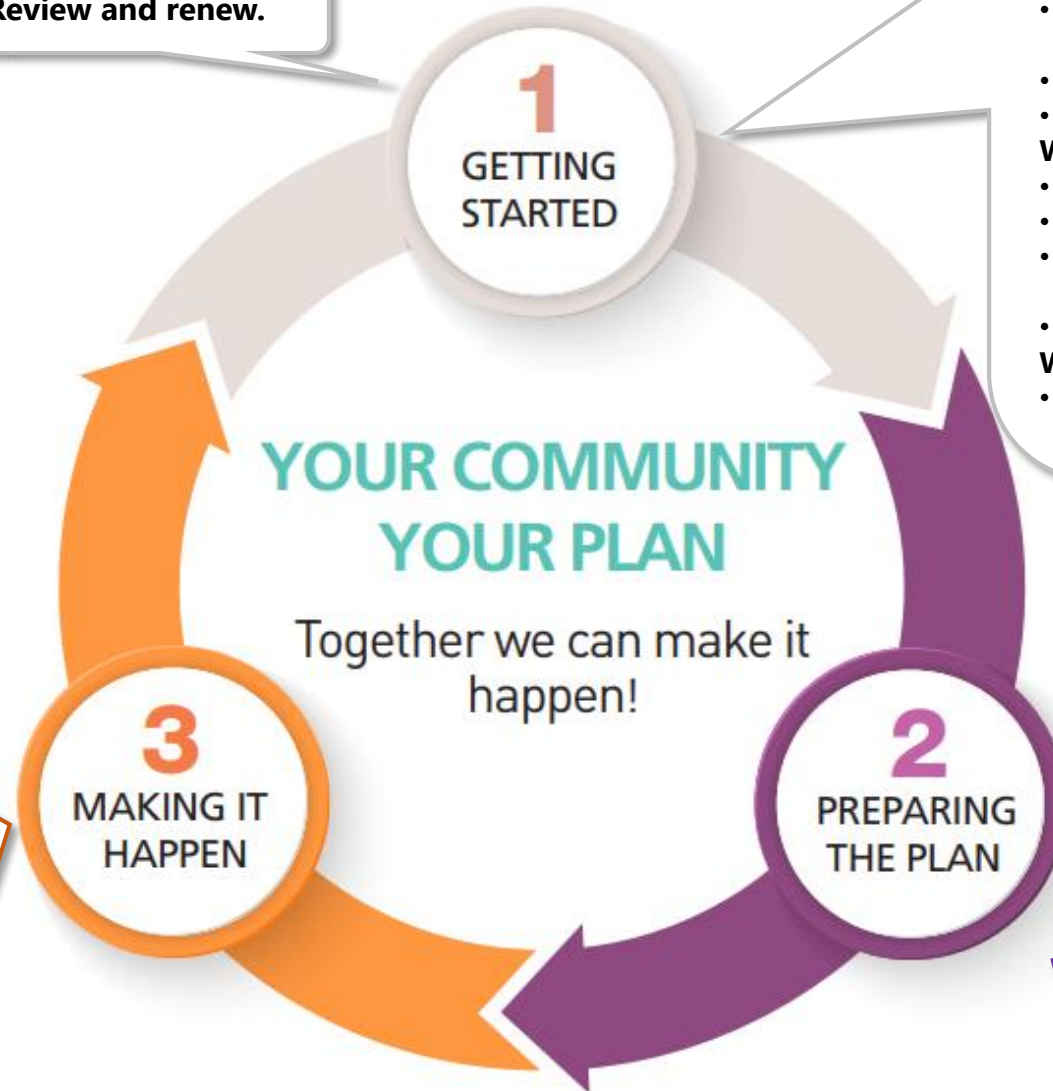 Review and renew.
1
GETTING
STARTED
•
•
•
W
•
•
•
•
W
•
YOUR COMMUNITY
YOUR PLAN
Together we can make it
happen!
3
MAKING IT
HAPPEN
2
PREPARING
THE PLAN